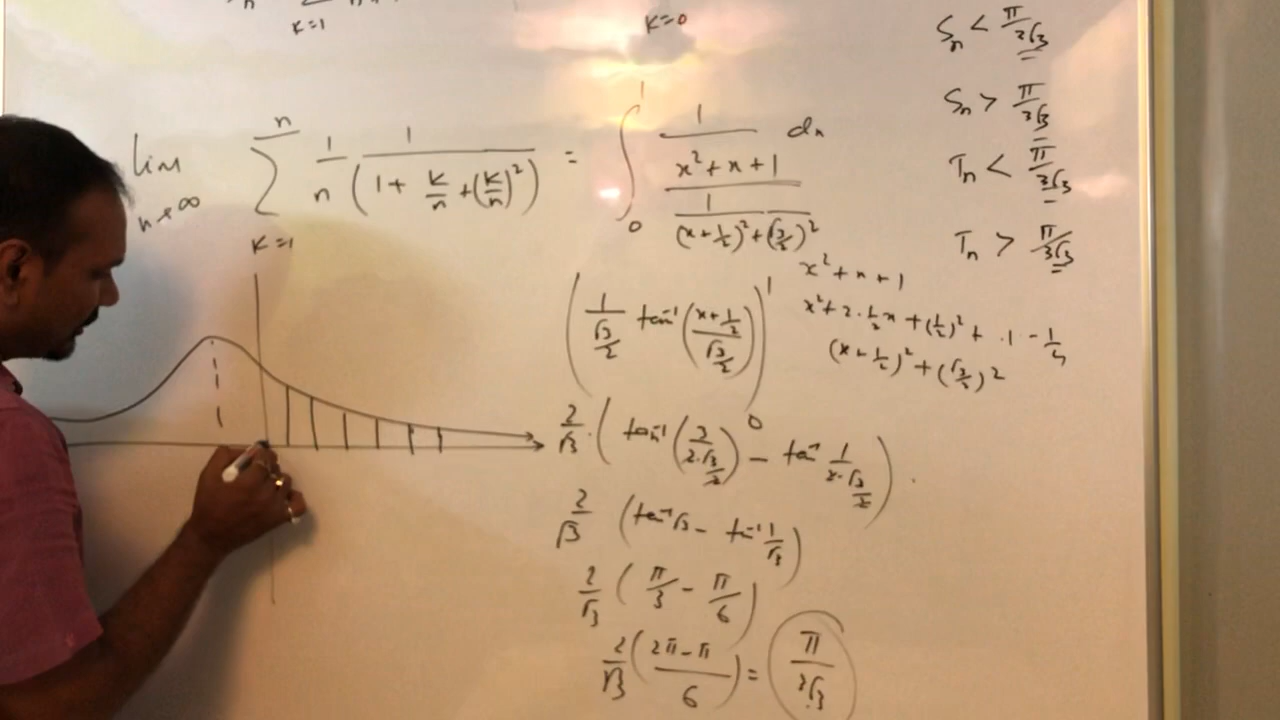 K=1
K=0
lim n→∞ ∑ n K=1 1/n (1/(1+ K/n +(K/n)²)) = ∫ 0 1 1/(x²+x+1) dx
1/((x+1/2)²+(√3/2)²)
(1/(√3/2) tan⁻¹((x+1/2)/(√3/2))) 1 0
2/√3 · (tan⁻¹(3/(2·√3/2)) − tan⁻¹ 1/(2·√3/2))
2/√3 (tan⁻¹√3 − tan⁻¹ 1/√3)
2/√3 (π/3 − π/6)
2/√3 ((2π−π)/6) = π/3√3
x²+x+1
x²+2·1/2x+(1/2)²+·1−1/4
(x+1/2)²+(√3/2)²
Sn < π/3√3
Sn > π/3√3
Tn < π/3√3
Tn > π/3√3